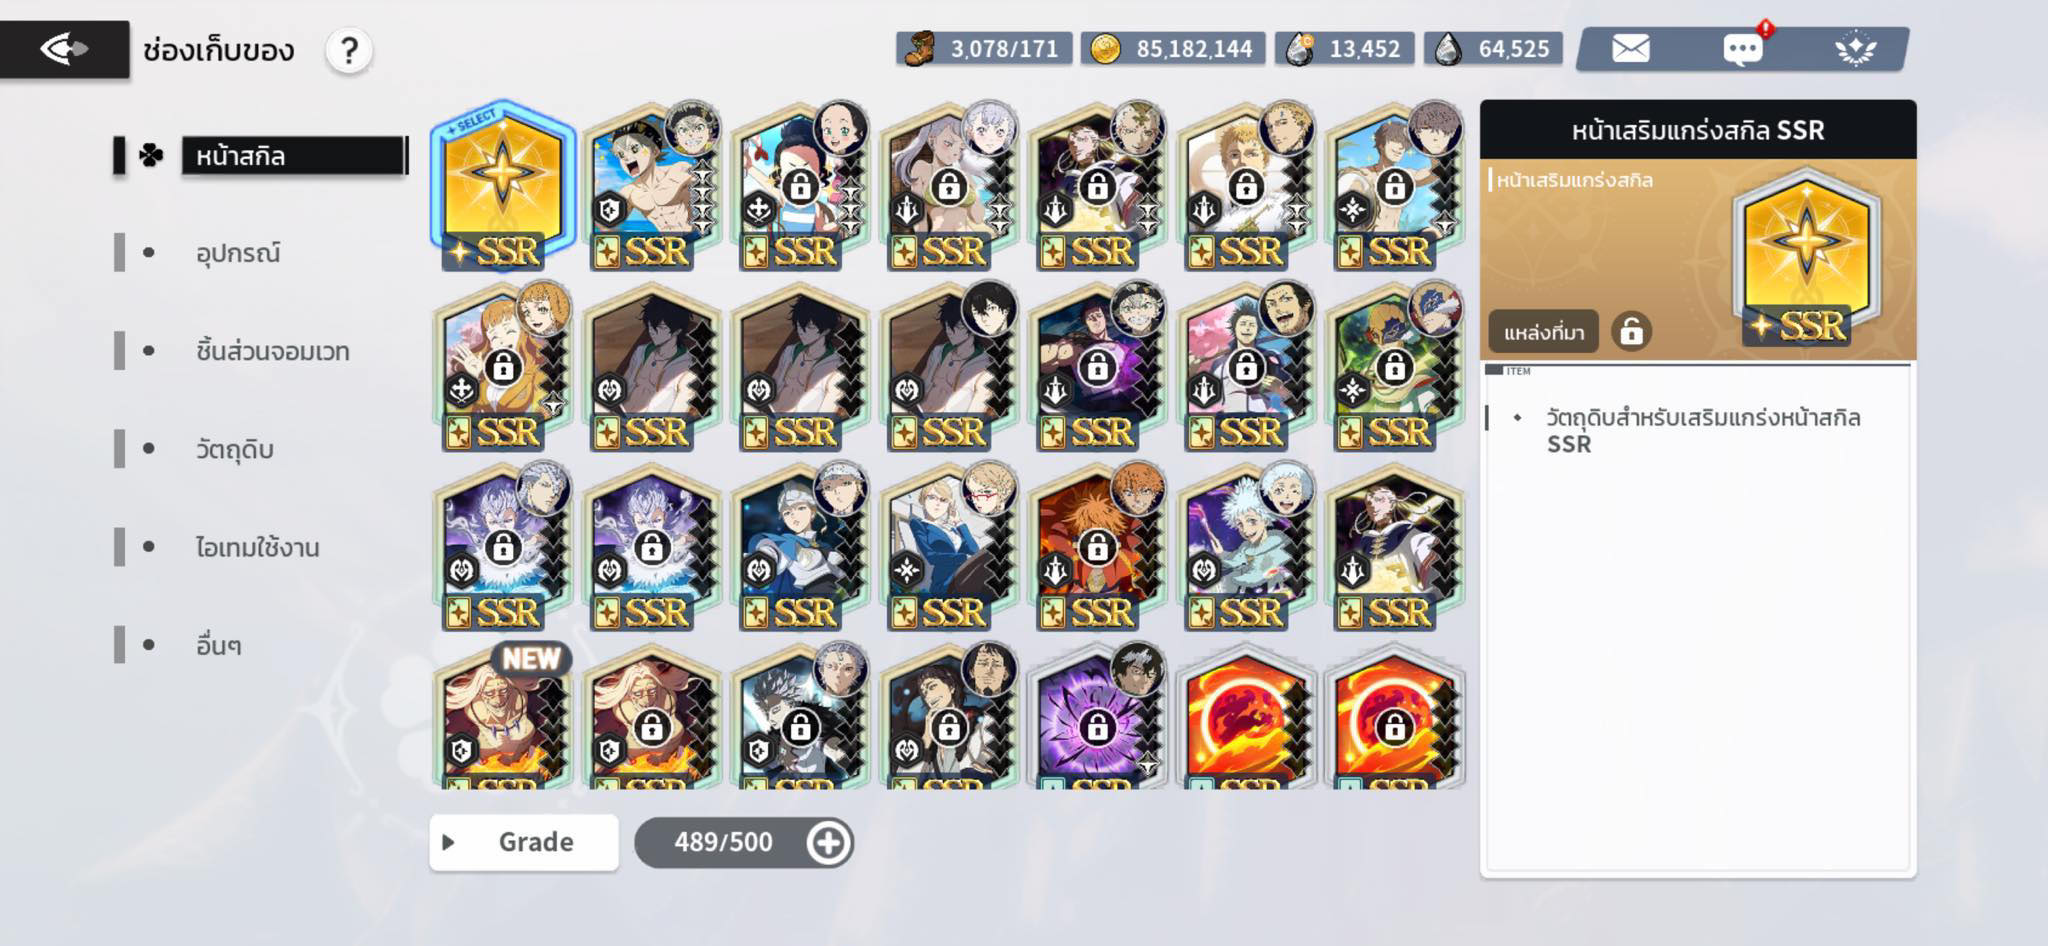 ช่องเก็บของ
?
3,078/171
85,182,144
13,452
64,525
หน้าสกิล
อุปกรณ์
ชิ้นส่วนจอมเวท
วัตถุดิบ
ไอเทมใช้งาน
อื่นๆ
SELECT
SSR SSR SSR SSR SSR SSR SSR
SSR SSR SSR SSR SSR SSR SSR
SSR SSR SSR SSR SSR SSR SSR
NEW
SSR SSR SSR SSR SSR SSR SSR
Grade
489/500
หน้าเสริมแกร่งสกิล SSR
หน้าเสริมแกร่งสกิล
SSR
แหล่งที่มา
ITEM
วัตถุดิบสำหรับเสริมแกร่งหน้าสกิล
SSR